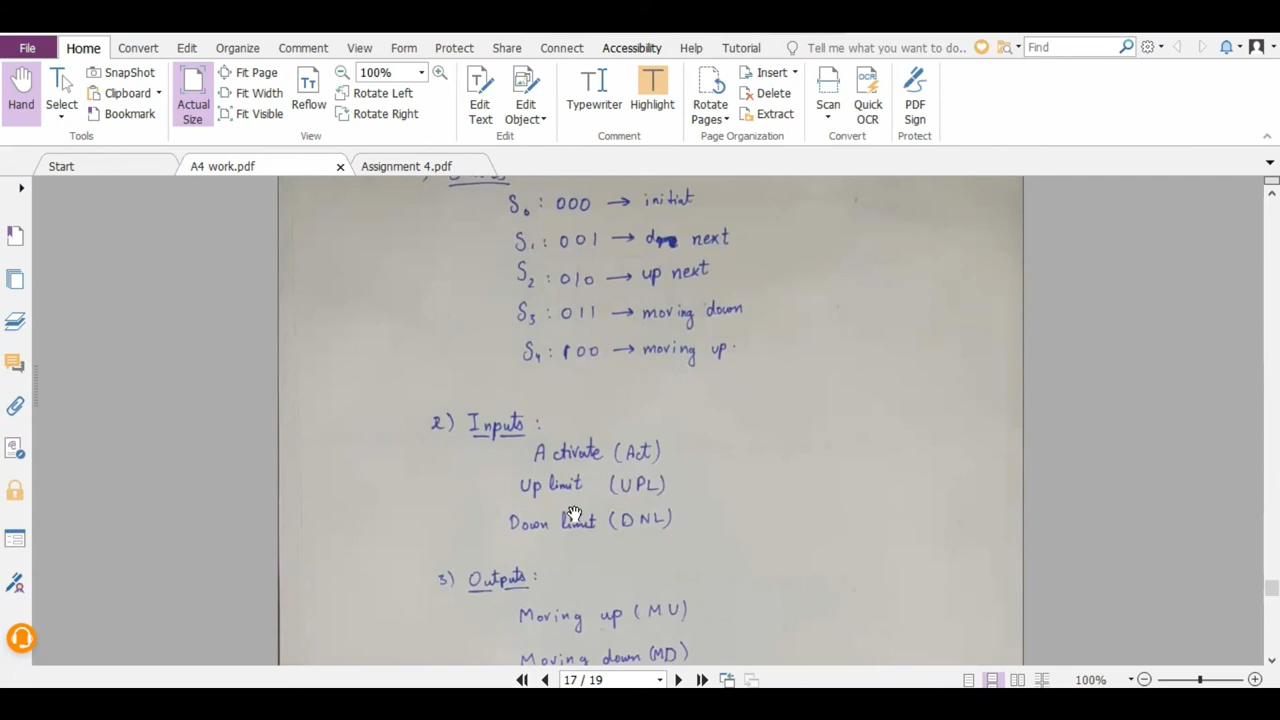 File Home Convert Edit Organize Comment View Form Protect Share Connect Accessibility Help Tutorial Tell me what you want to do.. Find
Hand
Select
SnapShot
Clipboard
Bookmark
Tools
Actual Size
Fit Page
Fit Width
Fit Visible
Reflow
100%
Rotate Left
Rotate Right
View
Edit Text
Edit Object
Edit
Typewriter
Highlight
Comment
Rotate Pages
Insert
Delete
Extract
Page Organization
Scan
Quick OCR
Convert
PDF Sign
Protect
Start A4 work.pdf Assignment 4.pdf
S0 : 000 → initial
S1 : 001 → next
S2 : 010 → up next
S3 : 011 → moving down
S4 : 100 → moving up.
2) Inputs :
Activate (Act)
Up limit (UPL)
Down limit (DNL)
3) Outputs :
Moving up (MU)
Moving down (MD)
17 / 19
100%